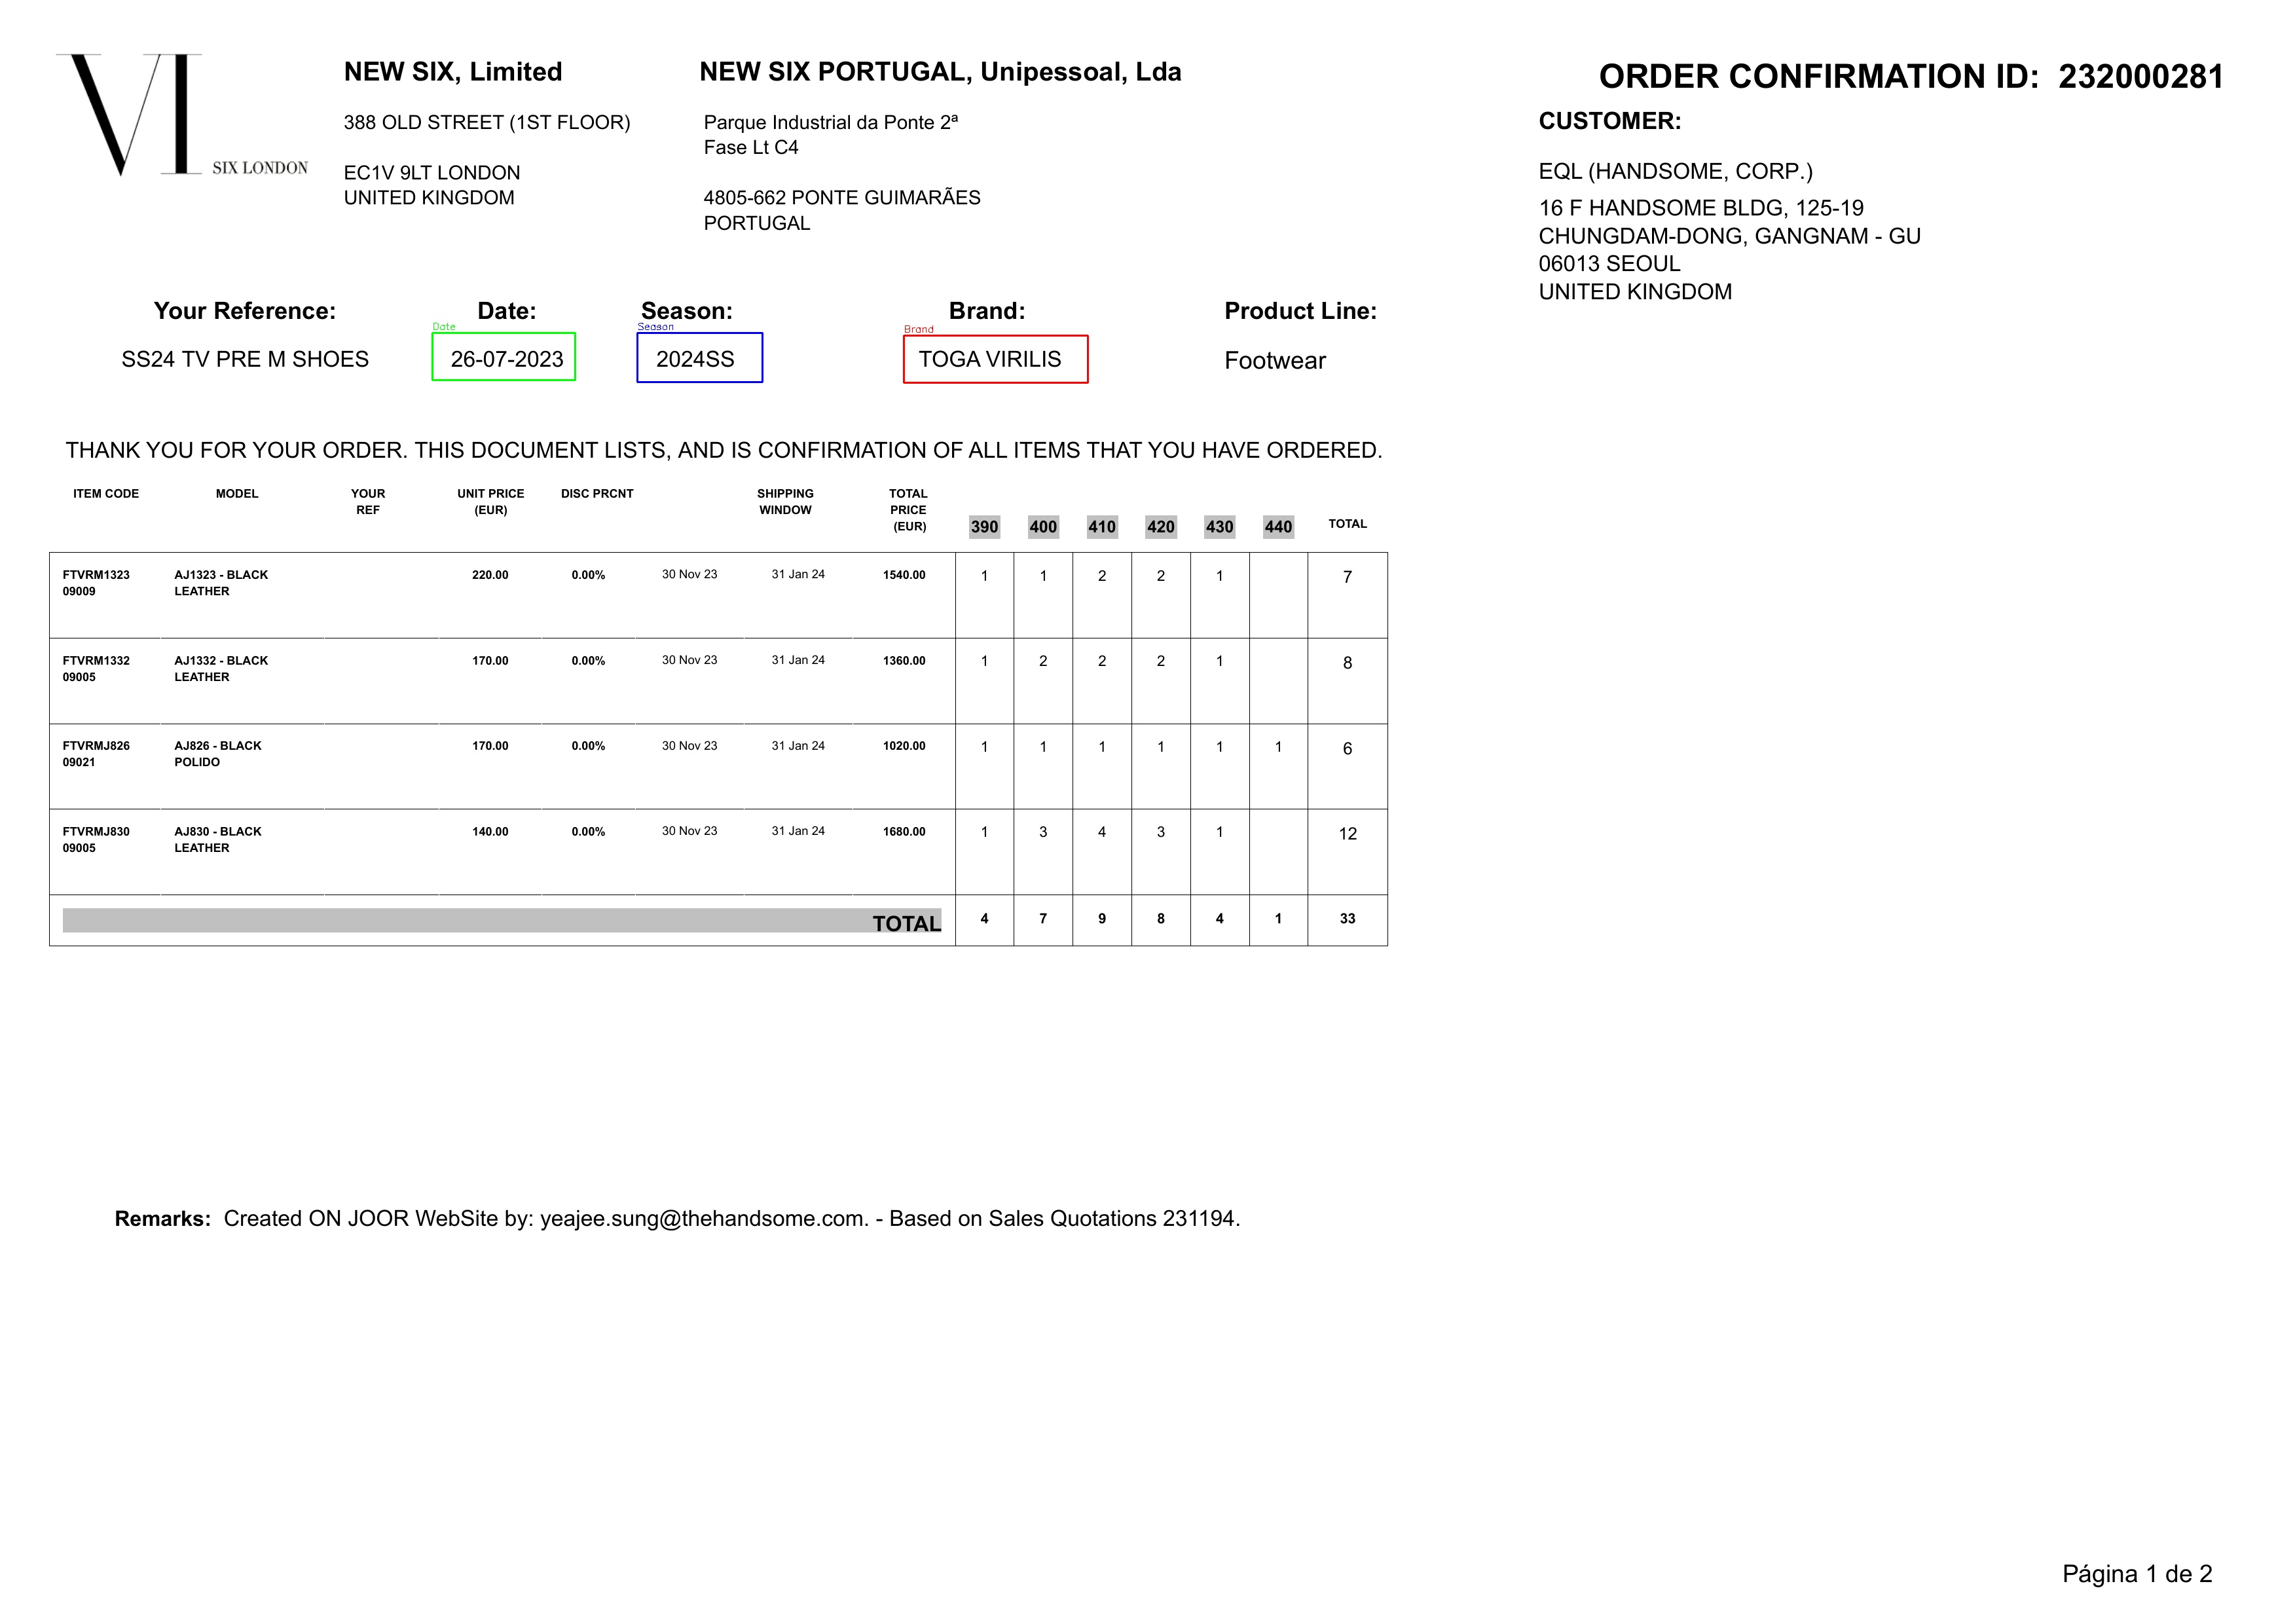 VI SIX LONDON
NEW SIX, Limited
388 OLD STREET (1ST FLOOR)
EC1V 9LT LONDON
UNITED KINGDOM
NEW SIX PORTUGAL, Unipessoal, Lda
Parque Industrial da Ponte 2ª
Fase Lt C4
4805-662 PONTE GUIMARÃES
PORTUGAL
ORDER CONFIRMATION ID: 232000281
CUSTOMER:
EQL (HANDSOME, CORP.)
16 F HANDSOME BLDG, 125-19
CHUNGDAM-DONG, GANGNAM - GU
06013 SEOUL
UNITED KINGDOM
Your Reference: Date: Season: Brand: Product Line:
Date Season Brand
SS24 TV PRE M SHOES 26-07-2023 2024SS TOGA VIRILIS Footwear
THANK YOU FOR YOUR ORDER. THIS DOCUMENT LISTS, AND IS CONFIRMATION OF ALL ITEMS THAT YOU HAVE ORDERED.
ITEM CODE MODEL YOUR UNIT PRICE DISC PRCNT SHIPPING TOTAL
REF (EUR) WINDOW PRICE
(EUR) 390 400 410 420 430 440 TOTAL
FTVRM1323 AJ1323 - BLACK 220.00 0.00% 30 Nov 23 31 Jan 24 1540.00 1 1 2 2 1 7
09009 LEATHER
FTVRM1332 AJ1332 - BLACK 170.00 0.00% 30 Nov 23 31 Jan 24 1360.00 1 2 2 2 1 8
09005 LEATHER
FTVRMJ826 AJ826 - BLACK 170.00 0.00% 30 Nov 23 31 Jan 24 1020.00 1 1 1 1 1 1 6
09021 POLIDO
FTVRMJ830 AJ830 - BLACK 140.00 0.00% 30 Nov 23 31 Jan 24 1680.00 1 3 4 3 1 12
09005 LEATHER
TOTAL 4 7 9 8 4 1 33
Remarks: Created ON JOOR WebSite by: yeajee.sung@thehandsome.com. - Based on Sales Quotations 231194.
Página 1 de 2